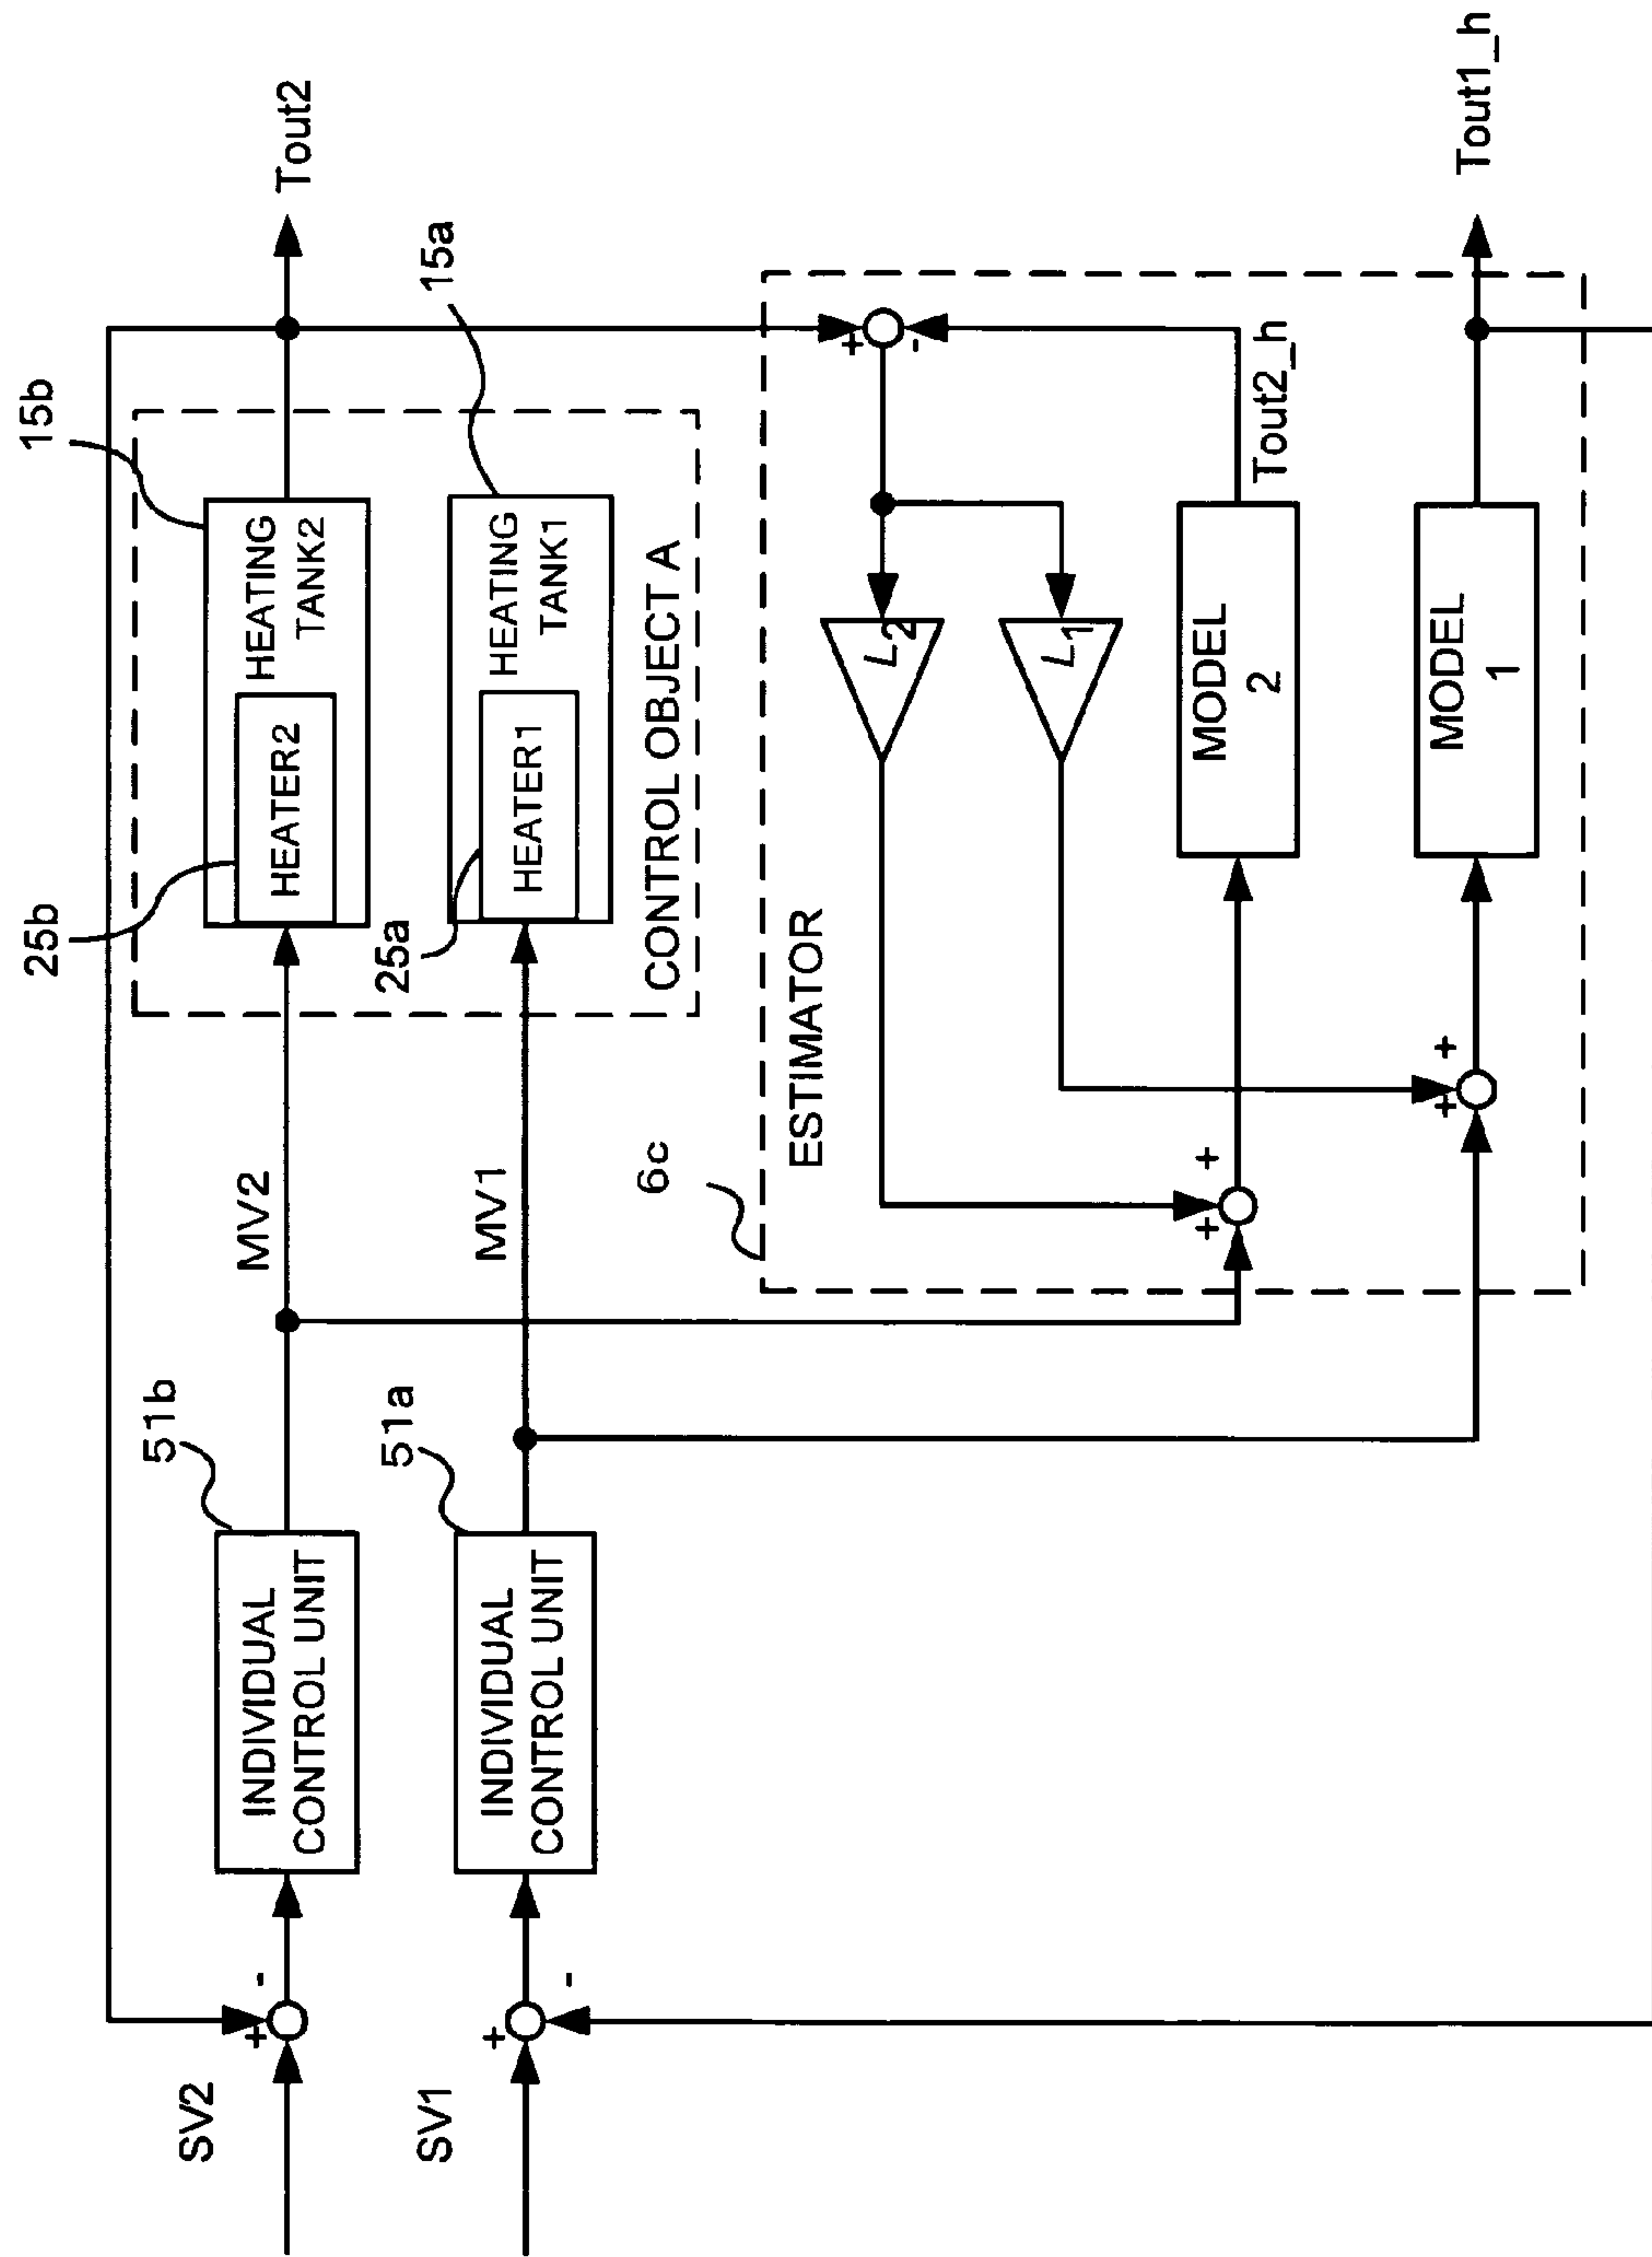 SV2
+
-
INDIVIDUAL
CONTROL UNIT
51b
MV2
25b
HEATER2
HEATING
TANK2
15b
Tout2
SV1
+
-
INDIVIDUAL
CONTROL UNIT
51a
MV1
25a
HEATER1
HEATING
TANK1
15a
CONTROL OBJECT A
6c
ESTIMATOR
+
-
L2
L1
+
+
MODEL
2
Tout2_h
+
+
MODEL
1
Tout1_h